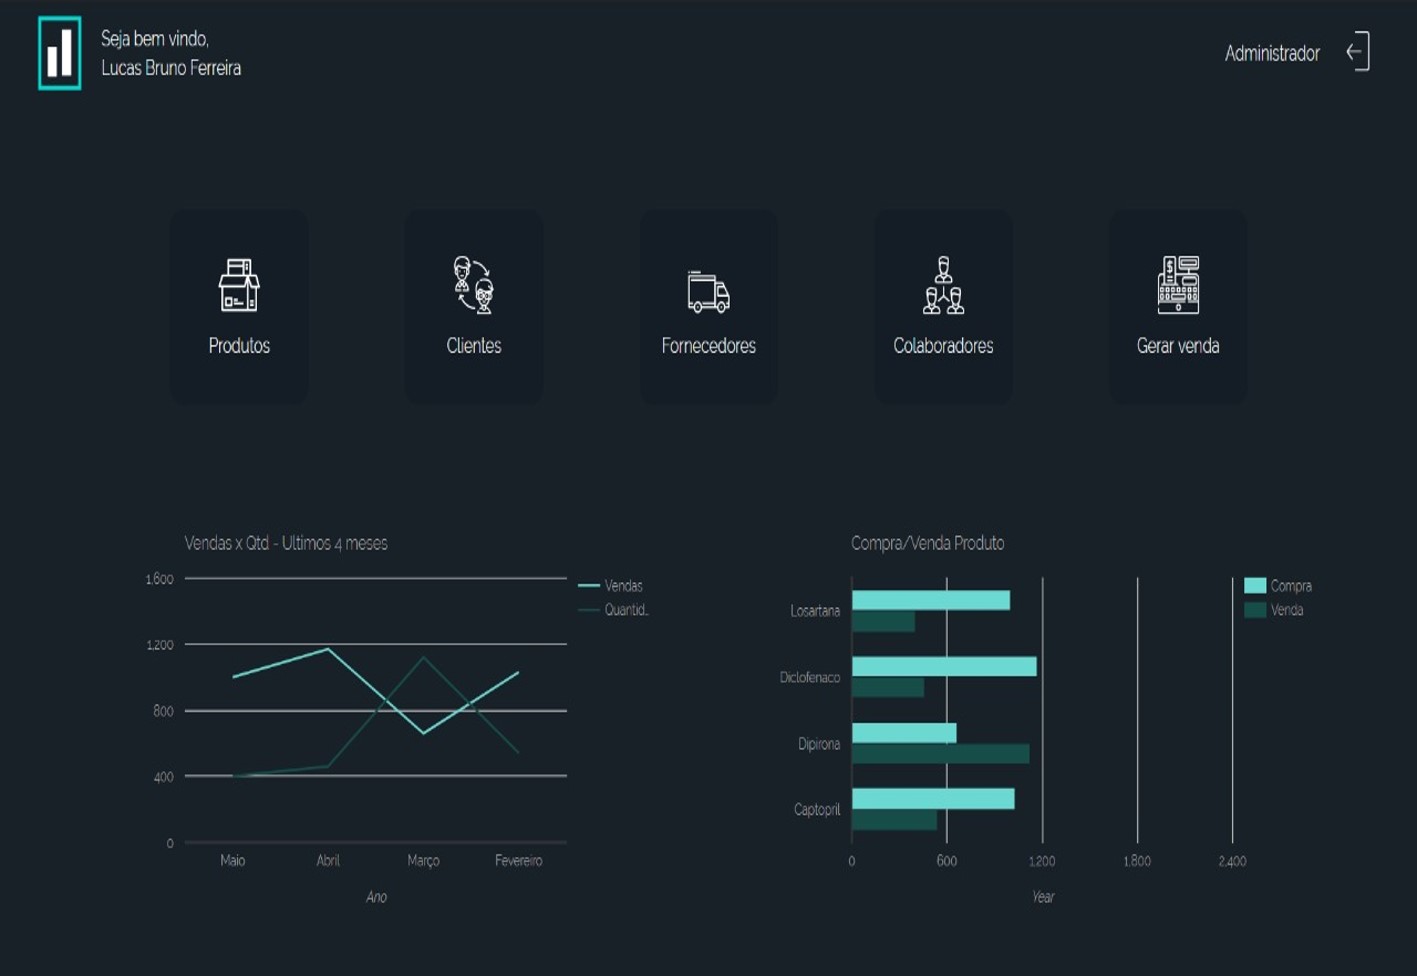 Seja bem vindo,
Lucas Bruno Ferreira
Administrador
Produtos
Clientes
Fornecedores
Colaboradores
Gerar venda
Vendas x Qtd - Ultimos 4 meses
1.600
1.200
800
400
0
Maio
Abril
Março
Fevereiro
Ano
Vendas
Quantid...
Compra/Venda Produto
Losartana
Diclofenaco
Dipirona
Captopril
0
600
1.200
1.800
2.400
Year
Compra
Venda